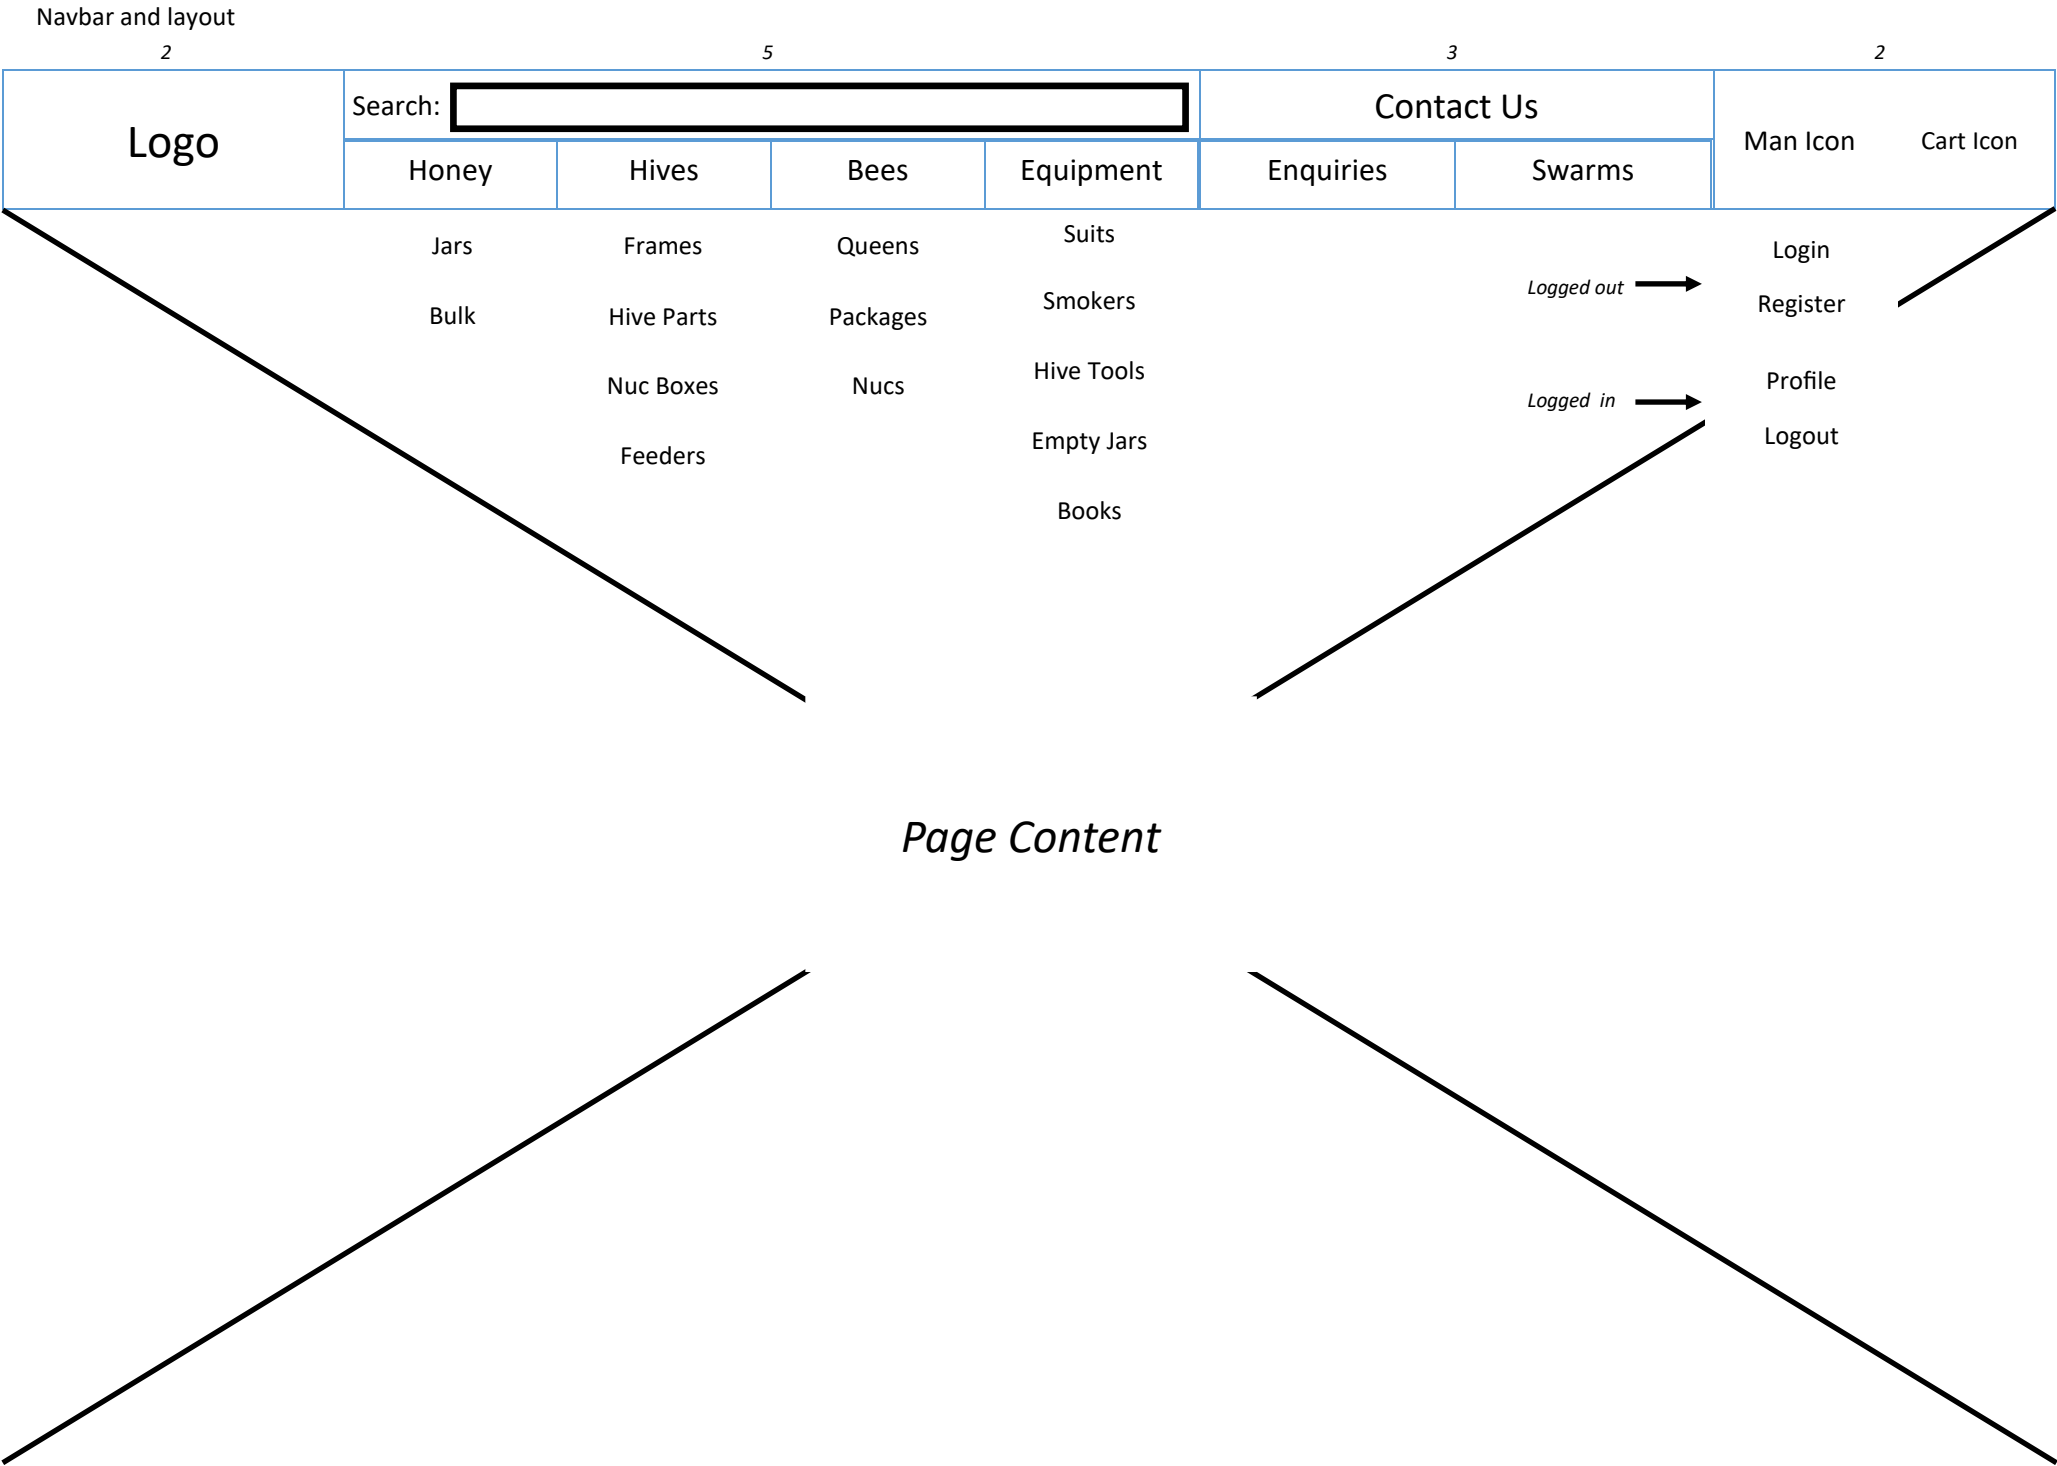 Navbar and layout
2 5 3 2
Logo
Search:
Contact Us
Man Icon
Cart Icon
Honey Hives Bees Equipment Enquiries Swarms
Jars
Bulk
Frames
Hive Parts
Nuc Boxes
Feeders
Queens
Packages
Nucs
Suits
Smokers
Hive Tools
Empty Jars
Books
Logged out
Login
Register
Logged in
Profile
Logout
Page Content